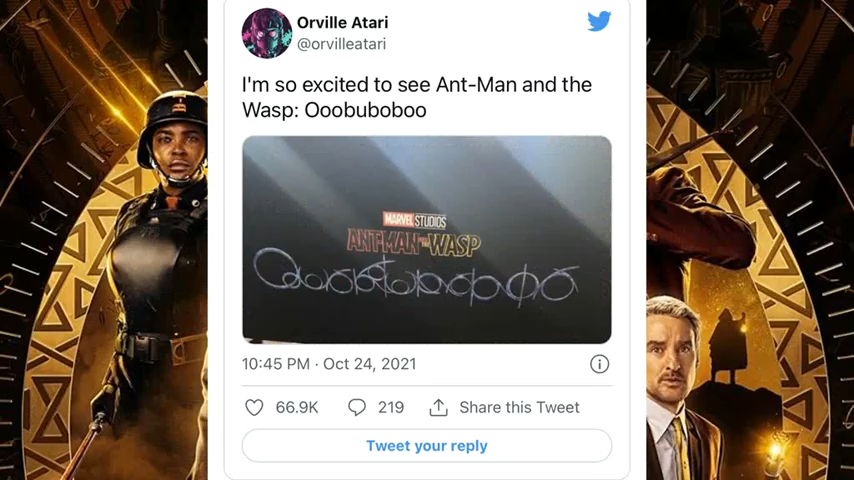 Orville Atari
@orvilleatari
I'm so excited to see Ant-Man and the
Wasp: Ooobuboboo
MARVEL STUDIOS
ANT-MAN AND THE WASP
10:45 PM · Oct 24, 2021
66.9K
219
Share this Tweet
Tweet your reply